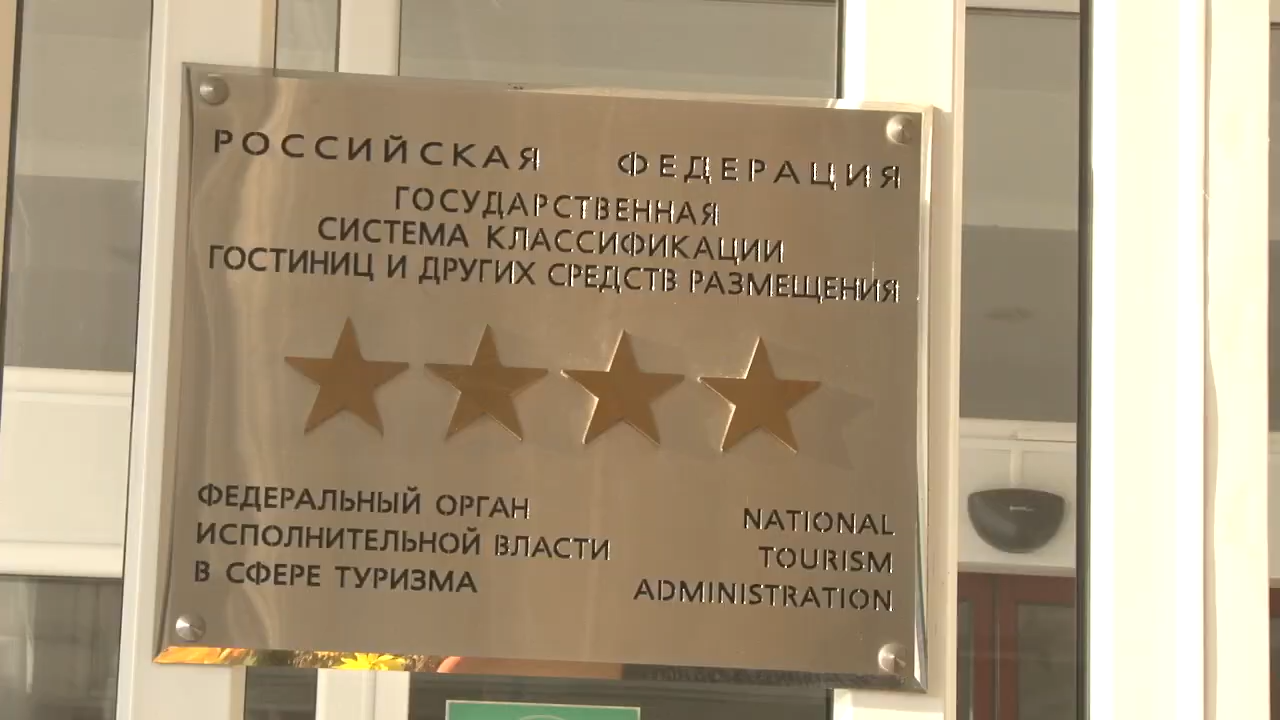 РОССИЙСКАЯ ФЕДЕРАЦИЯ
ГОСУДАРСТВЕННАЯ
СИСТЕМА КЛАССИФИКАЦИИ
ГОСТИНИЦ И ДРУГИХ СРЕДСТВ РАЗМЕЩЕНИЯ
ФЕДЕРАЛЬНЫЙ ОРГАН
ИСПОЛНИТЕЛЬНОЙ ВЛАСТИ
В СФЕРЕ ТУРИЗМА
NATIONAL
TOURISM
ADMINISTRATION